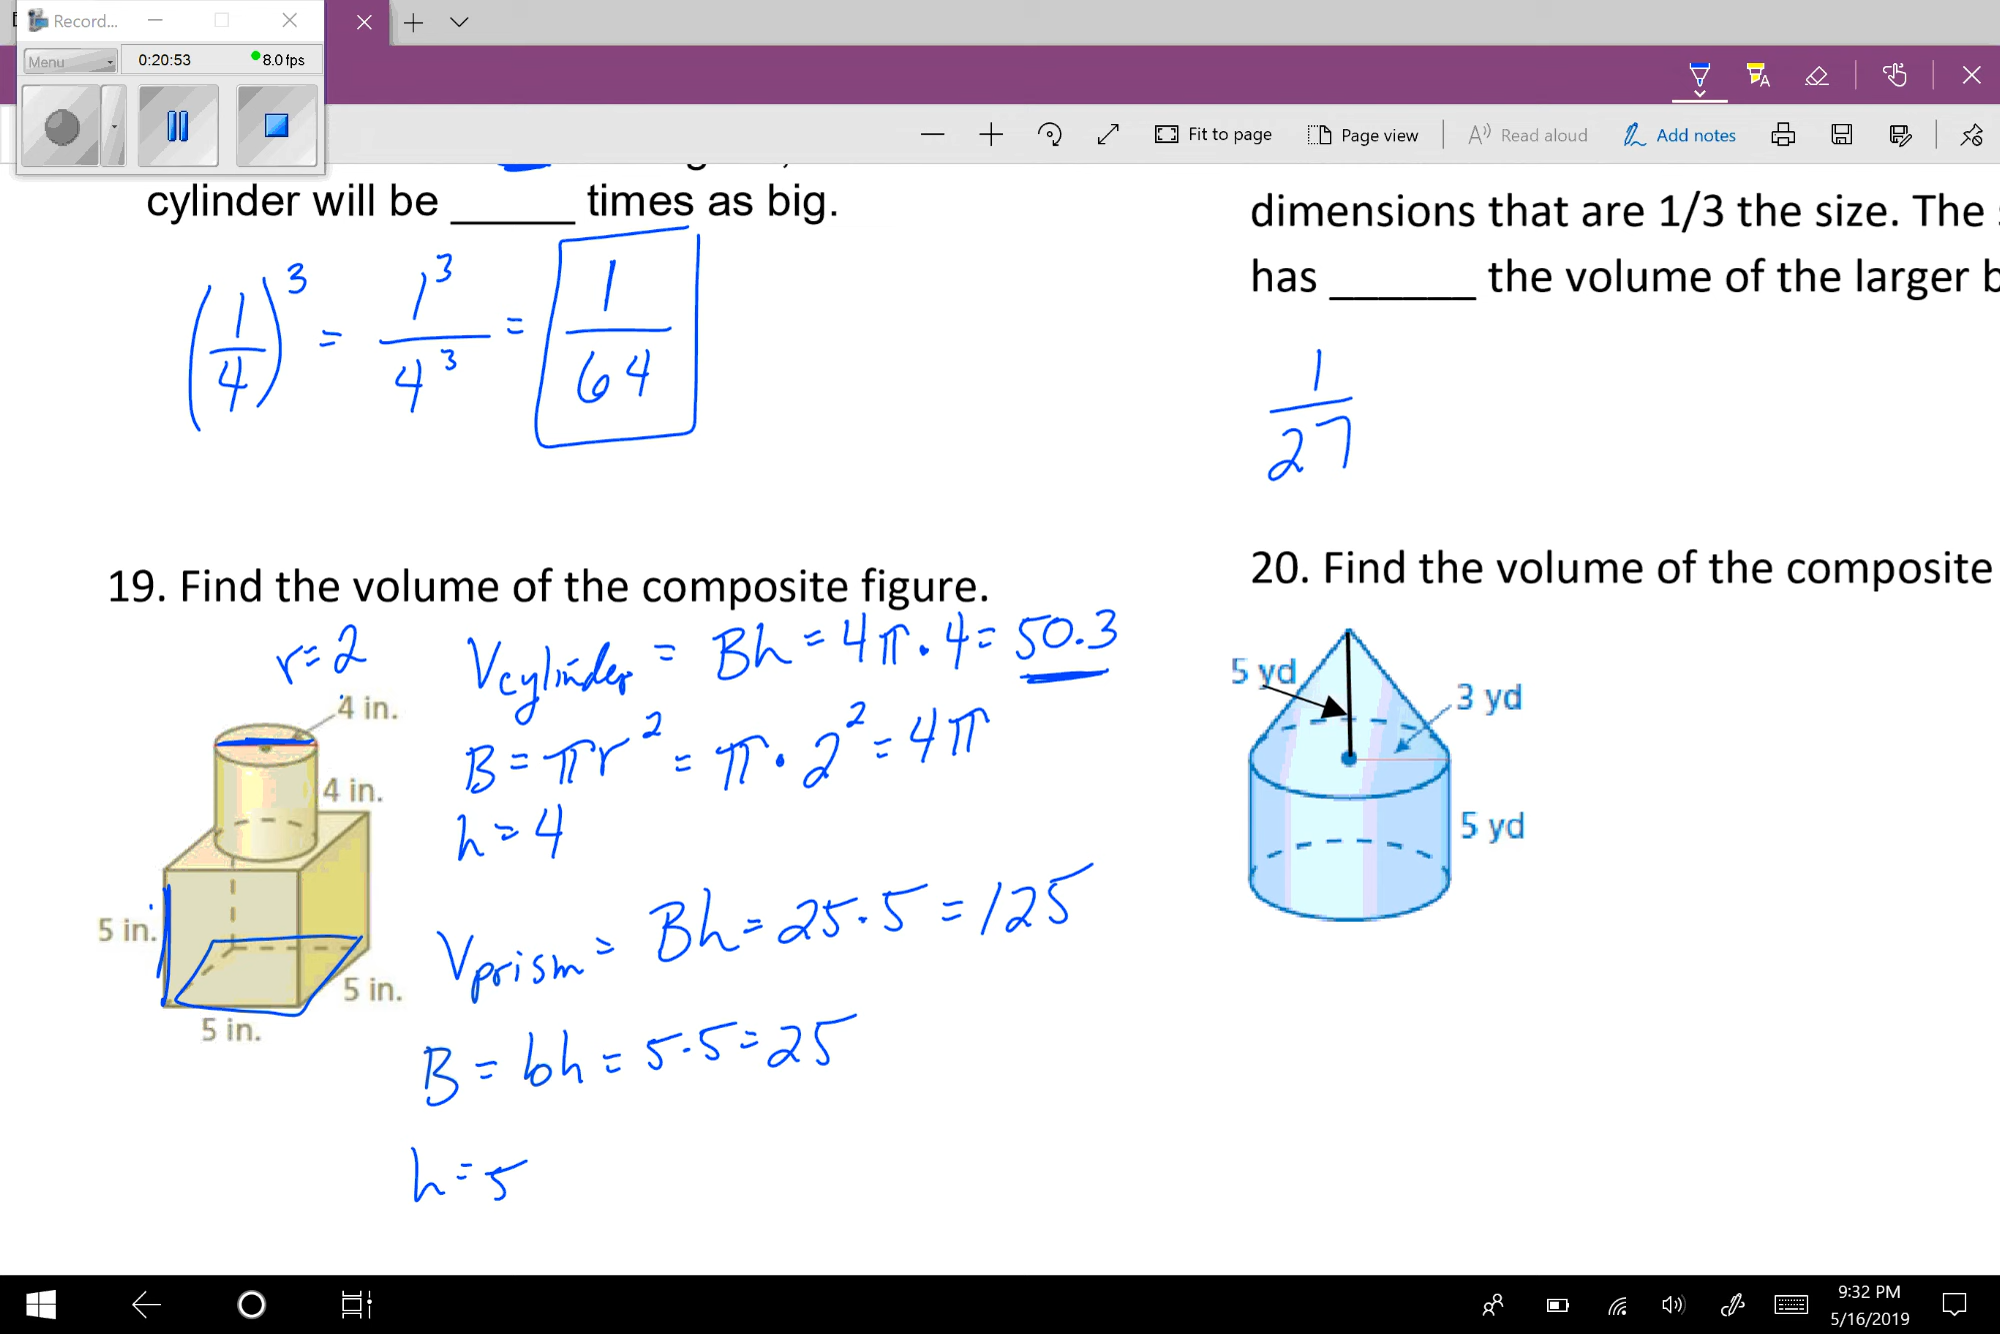 Record...
Menu
0:20:53
8.0 fps
Fit to page
Page view
Read aloud
Add notes
cylinder will be ______ times as big.
(1/4)^3 = 1^3/4^3 = 1/64
dimensions that are 1/3 the size. The
has ______ the volume of the larger b
1/27
19. Find the volume of the composite figure.
r=2
4 in.
4 in.
5 in.
5 in.
5 in.
Vcylinder = Bh = 4π · 4 = 50.3
B = πr² = π · 2² = 4π
h = 4
Vprism = Bh = 25 · 5 = 125
B = bh = 5·5 = 25
h = 5
20. Find the volume of the composite
5 yd
3 yd
5 yd
9:32 PM
5/16/2019